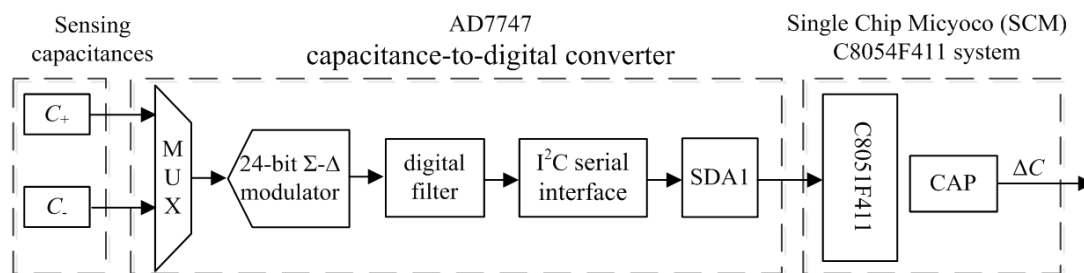 Sensing
capacitances
AD7747
capacitance-to-digital converter
Single Chip Micyoco (SCM)
C8054F411 system
C+
C-
MUX
24-bit Σ-Δ
modulator
digital
filter
I²C serial
interface
SDA1
C8051F411
CAP
ΔC